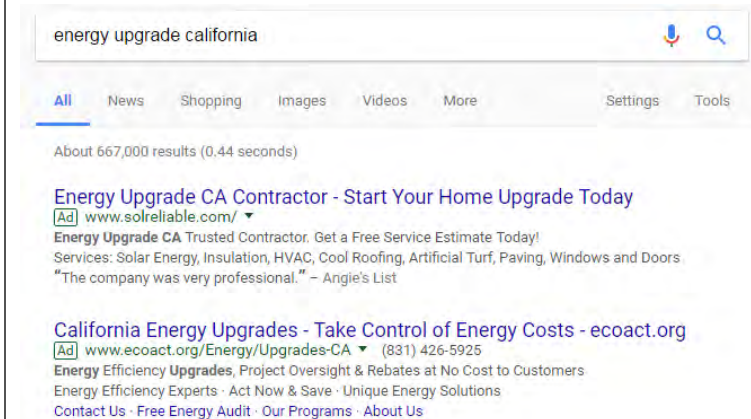 energy upgrade california
All News Shopping Images Videos More Settings Tools
About 667,000 results (0.44 seconds)
Energy Upgrade CA Contractor - Start Your Home Upgrade Today
Ad www.solreliable.com/ ▼
Energy Upgrade CA Trusted Contractor. Get a Free Service Estimate Today!
Services: Solar Energy, Insulation, HVAC, Cool Roofing, Artificial Turf, Paving, Windows and Doors
"The company was very professional." – Angie's List
California Energy Upgrades - Take Control of Energy Costs - ecoact.org
Ad www.ecoact.org/Energy/Upgrades-CA ▼ (831) 426-5925
Energy Efficiency Upgrades, Project Oversight & Rebates at No Cost to Customers
Energy Efficiency Experts · Act Now & Save · Unique Energy Solutions
Contact Us · Free Energy Audit · Our Programs · About Us